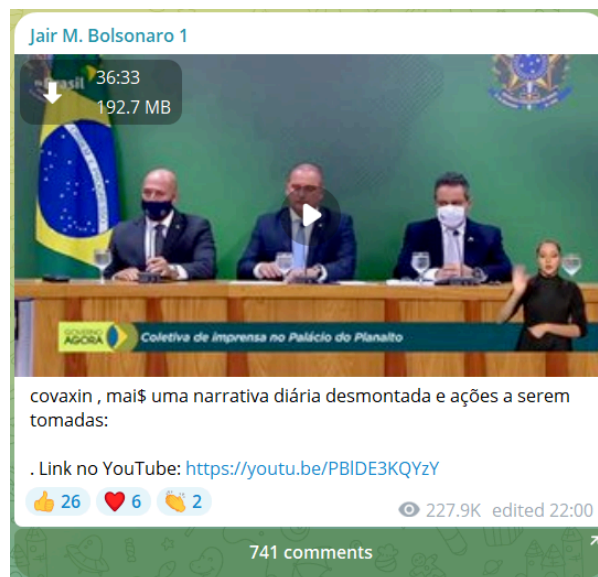 Jair M. Bolsonaro 1
asil
36:33
192.7 MB
GOVERNO
AGORA
Coletiva de imprensa no Palácio do Planalto
covaxin , mai$ uma narrativa diária desmontada e ações a serem
tomadas:
. Link no YouTube: https://youtu.be/PBlDE3KQYzY
26
6
2
227.9K edited 22:00
741 comments